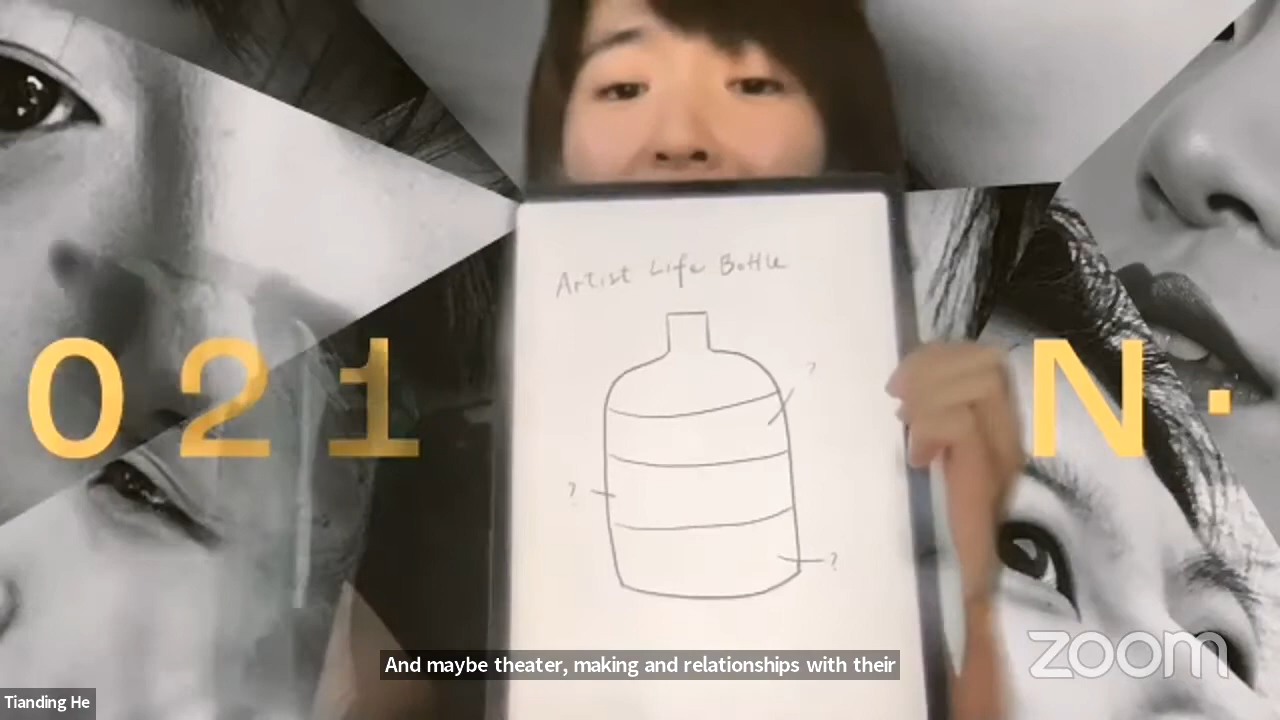 Artist Life Bottle
?
?
?
021 N·
And maybe theater, making and relationships with their
zoom
Tianding He